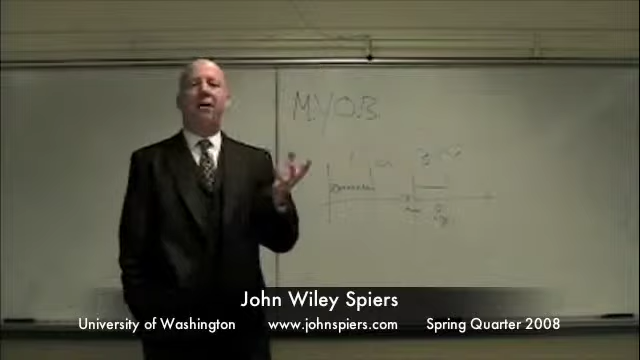 M.Y.O.B.
John Wiley Spiers
University of Washington www.johnspiers.com Spring Quarter 2008